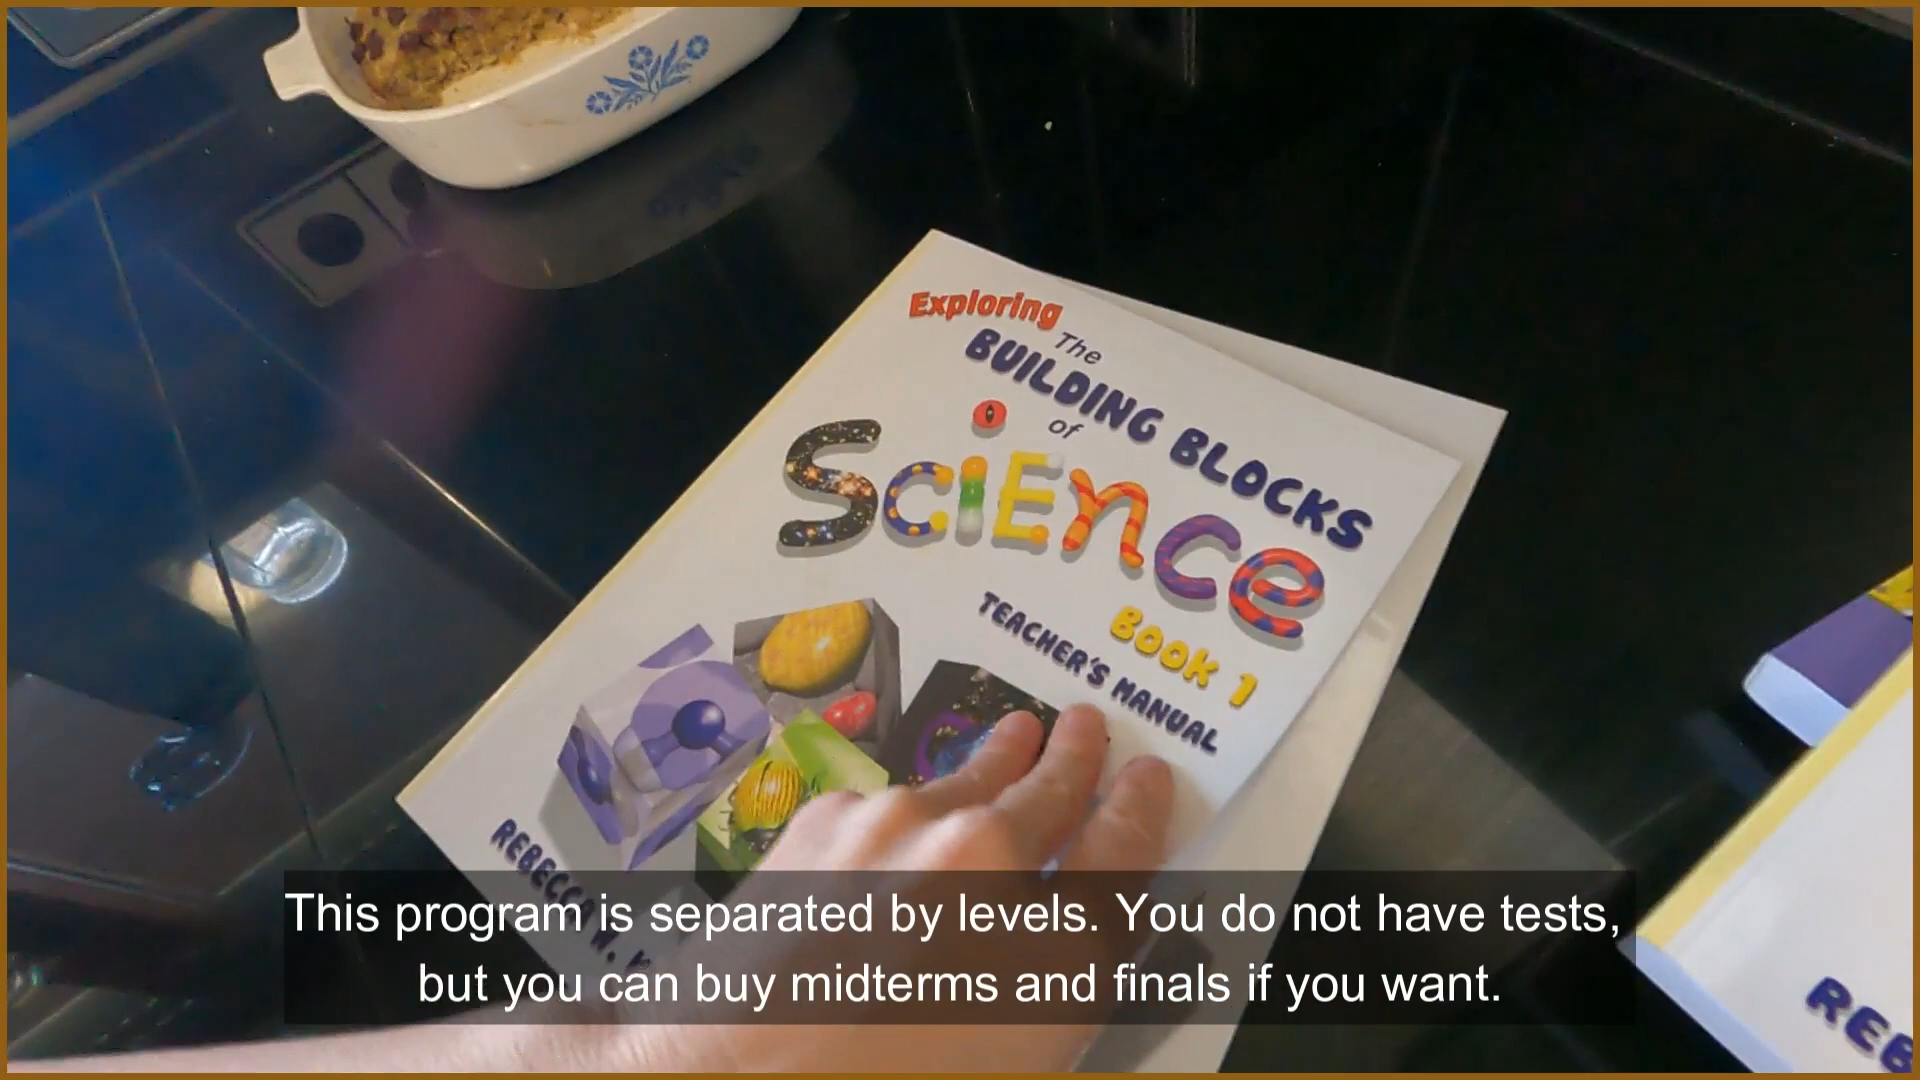 Exploring
The
BUILDING BLOCKS
of
SCiENCE
BOOK 1
TEACHER'S MANUAL
REBECCA W.
This program is separated by levels. You do not have tests,
but you can buy midterms and finals if you want.